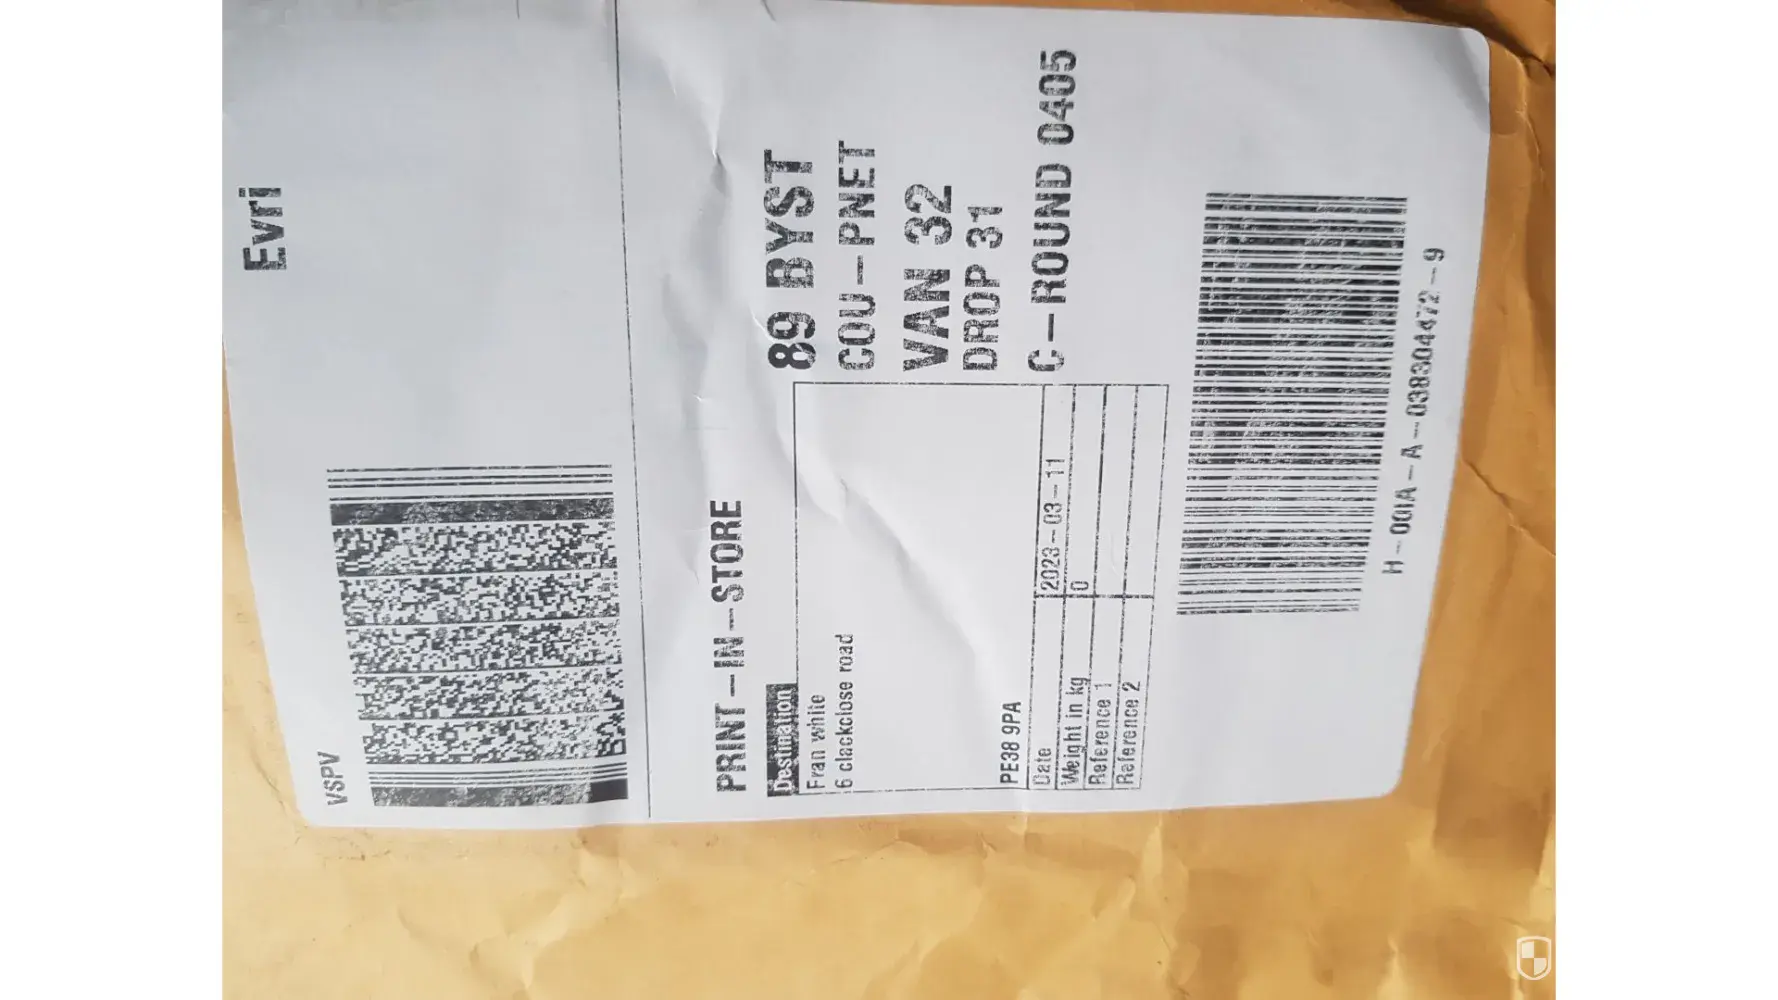 Evri
VSPV
PRINT-IN-STORE
89 BYST
COU-PNET
VAN 32
DROP 31
C-ROUND 0405
Destination
Fran white
6 clackclose road
PE38 9PA
Date 2023-03-11
Weight in kg 0
Reference 1
Reference 2
H-00IA-A-038304472-9